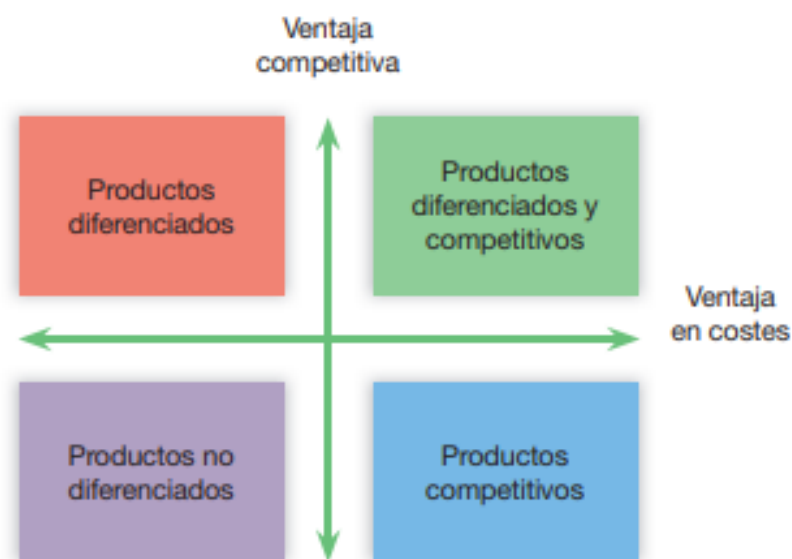 Ventaja
competitiva
Productos
diferenciados
Productos
diferenciados y
competitivos
Ventaja
en costes
Productos no
diferenciados
Productos
competitivos